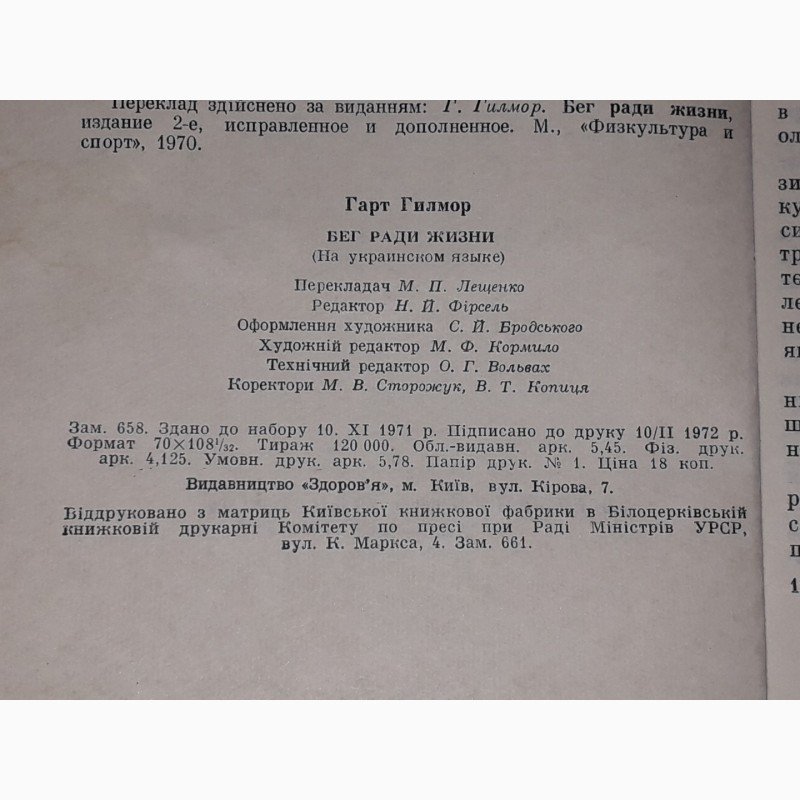 Переклад здійснено за виданням: Г. Гилмор. Бег ради жизни,
издание 2-е, исправленное и дополненное. М., «Физкультура и
спорт», 1970.
Гарт Гилмор
БЕГ РАДИ ЖИЗНИ
(На украинском языке)
Перекладач М. П. Лещенко
Редактор Н. Й. Фірсель
Оформлення художника С. Й. Бродського
Художній редактор М. Ф. Кормило
Технічний редактор О. Г. Вольвах
Коректори М. В. Сторожук, В. Т. Копиця
Зам. 658. Здано до набору 10. XI 1971 р. Підписано до друку 10/II 1972 р.
Формат 70×108¹/₃₂. Тираж 120 000. Обл.-видавн. арк. 5,45. Фіз. друк.
арк. 4,125. Умовн. друк. арк. 5,78. Папір друк. № 1. Ціна 18 коп.
Видавництво «Здоров'я», м. Київ, вул. Кірова, 7.
Віддруковано з матриць Київської книжкової фабрики в Білоцерківській
книжковій друкарні Комітету по пресі при Раді Міністрів УРСР,
вул. К. Маркса, 4. Зам. 661.